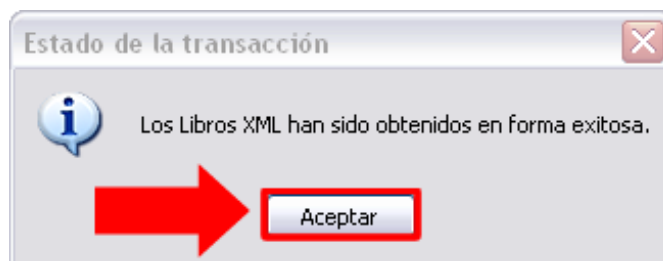 Estado de la transacción
Los Libros XML han sido obtenidos en forma exitosa.
Aceptar